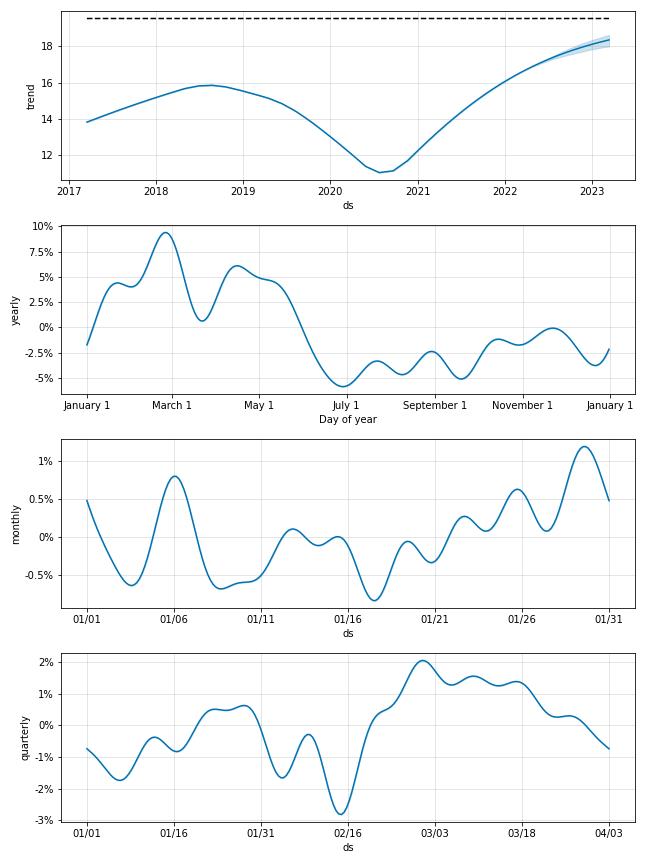 trend
18
16
14
12
2017 2018 2019 2020 2021 2022 2023
ds
yearly
10%
7.5%
5%
2.5%
0%
-2.5%
-5%
January 1 March 1 May 1 July 1 September 1 November 1 January 1
Day of year
monthly
1%
0.5%
0%
-0.5%
01/01 01/06 01/11 01/16 01/21 01/26 01/31
ds
quarterly
2%
1%
0%
-1%
-2%
-3%
01/01 01/16 01/31 02/16 03/03 03/18 04/03
ds